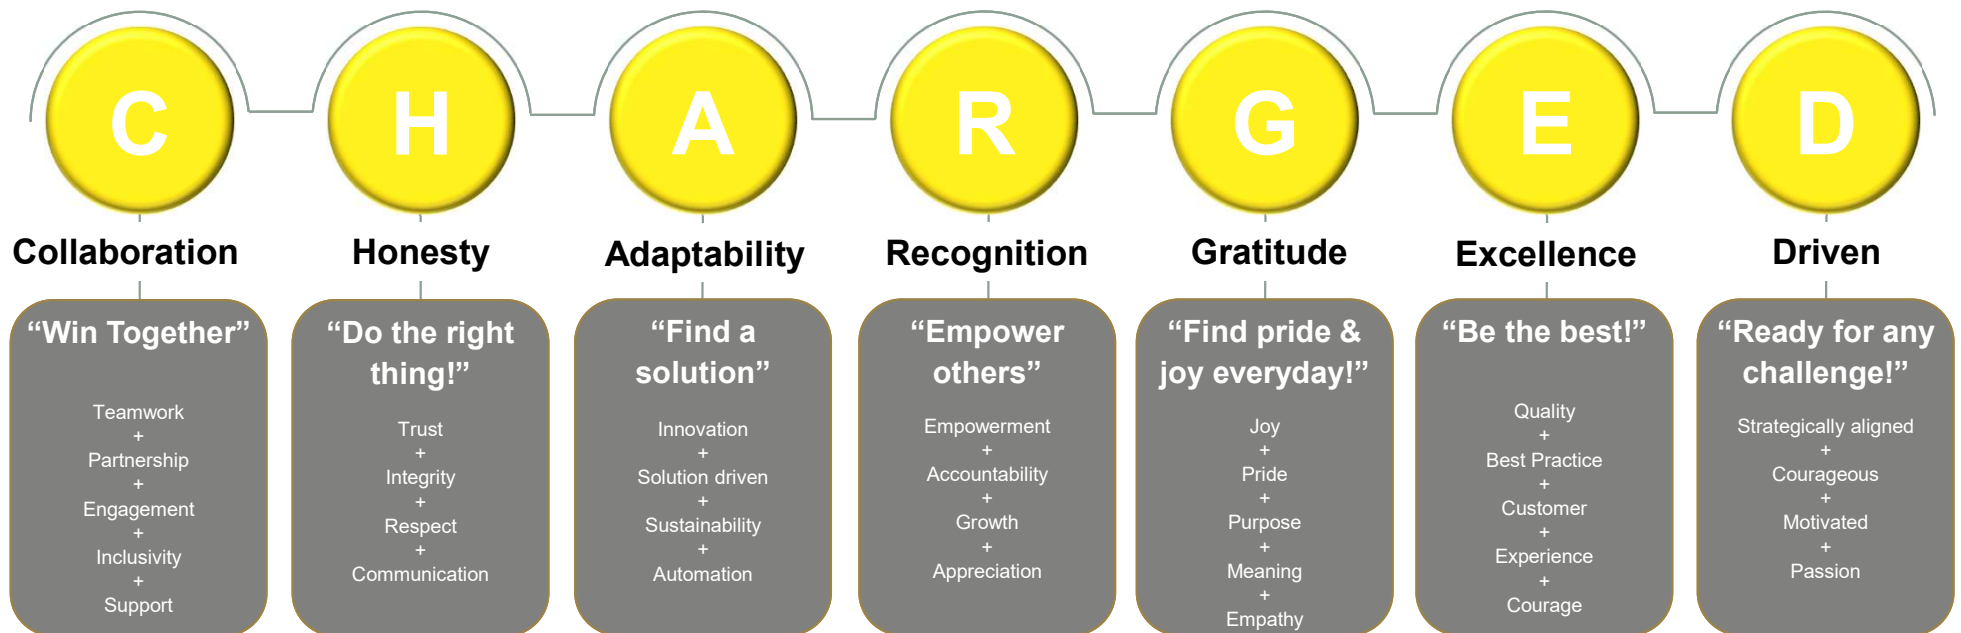 C
H
A
R
G
E
D
Collaboration
Honesty
Adaptability
Recognition
Gratitude
Excellence
Driven
“Win Together”
Teamwork
+
Partnership
+
Engagement
+
Inclusivity
+
Support
“Do the right
thing!”
Trust
+
Integrity
+
Respect
+
Communication
“Find a
solution”
Innovation
+
Solution driven
+
Sustainability
+
Automation
“Empower
others”
Empowerment
+
Accountability
+
Growth
+
Appreciation
“Find pride &
joy everyday!”
Joy
+
Pride
+
Purpose
+
Meaning
+
Empathy
“Be the best!”
Quality
+
Best Practice
+
Customer
+
Experience
+
Courage
“Ready for any
challenge!”
Strategically aligned
+
Courageous
+
Motivated
+
Passion